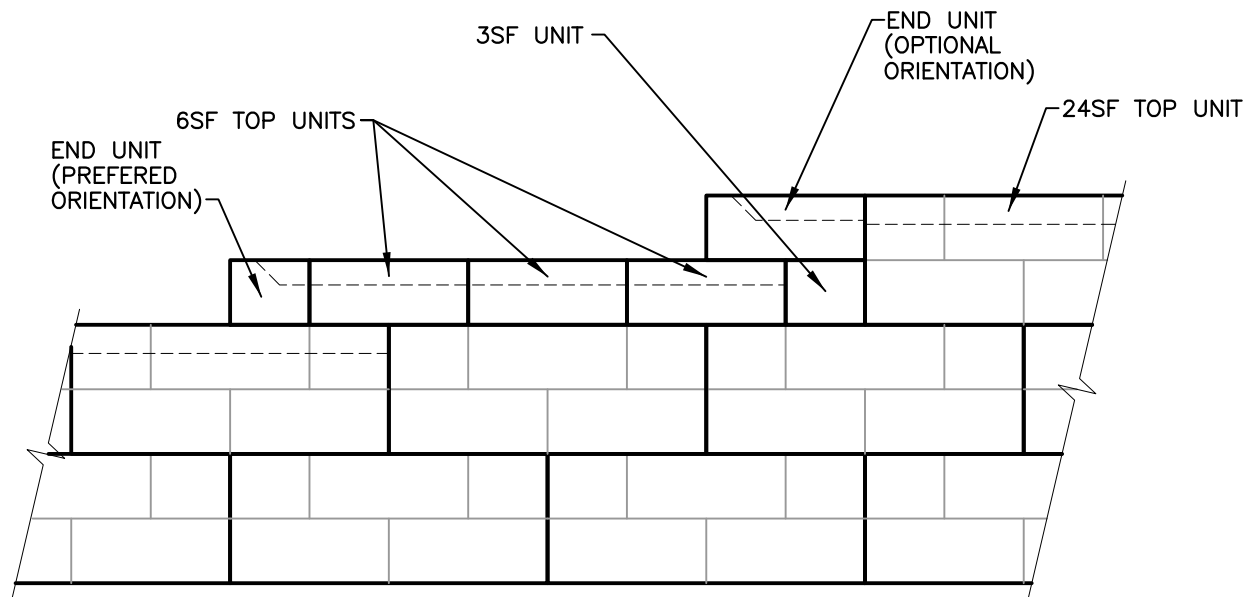 END UNIT
(OPTIONAL
ORIENTATION)
3SF UNIT
24SF TOP UNIT
6SF TOP UNITS
END UNIT
(PREFERED
ORIENTATION)